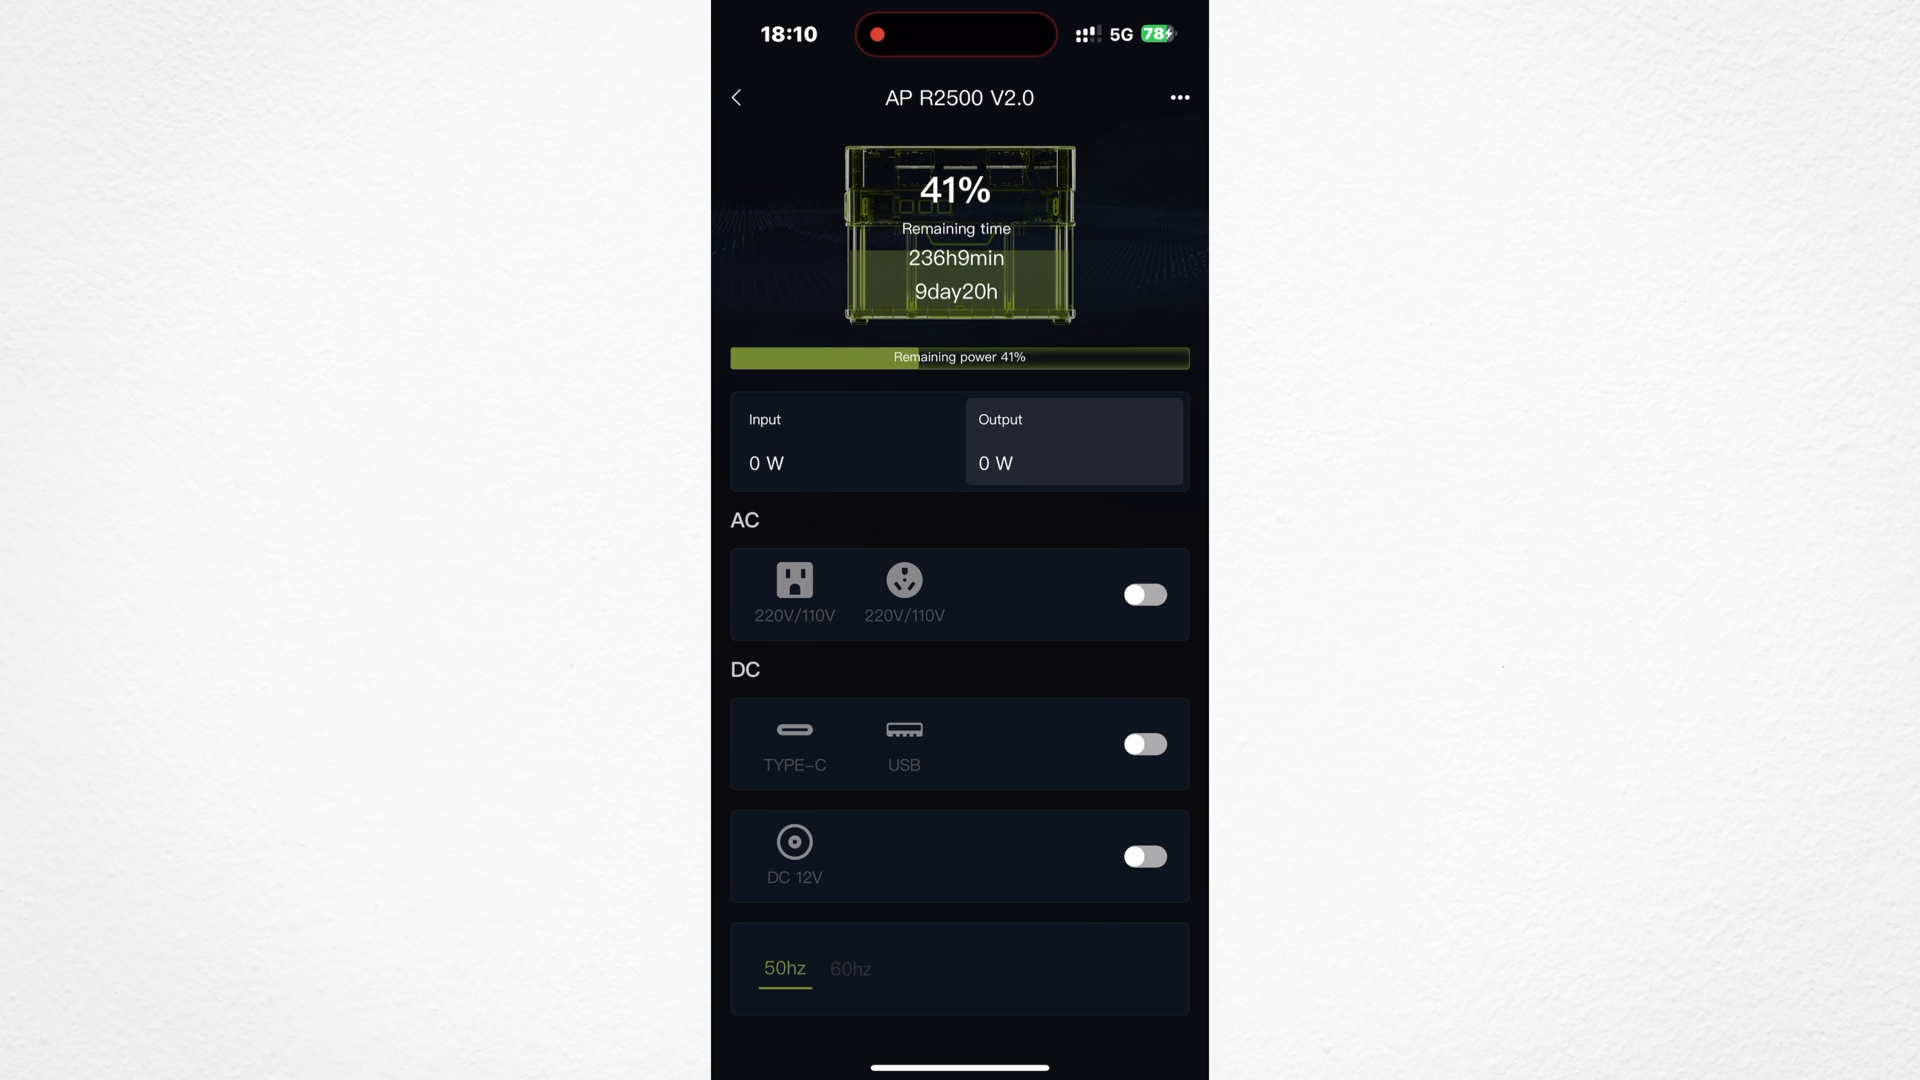 18:10
5G 78
AP R2500 V2.0
41%
Remaining time
236h9min
9day20h
Remaining power 41%
Input
Output
0 W
0 W
AC
220V/110V
220V/110V
DC
TYPE-C
USB
DC 12V
50hz
60hz